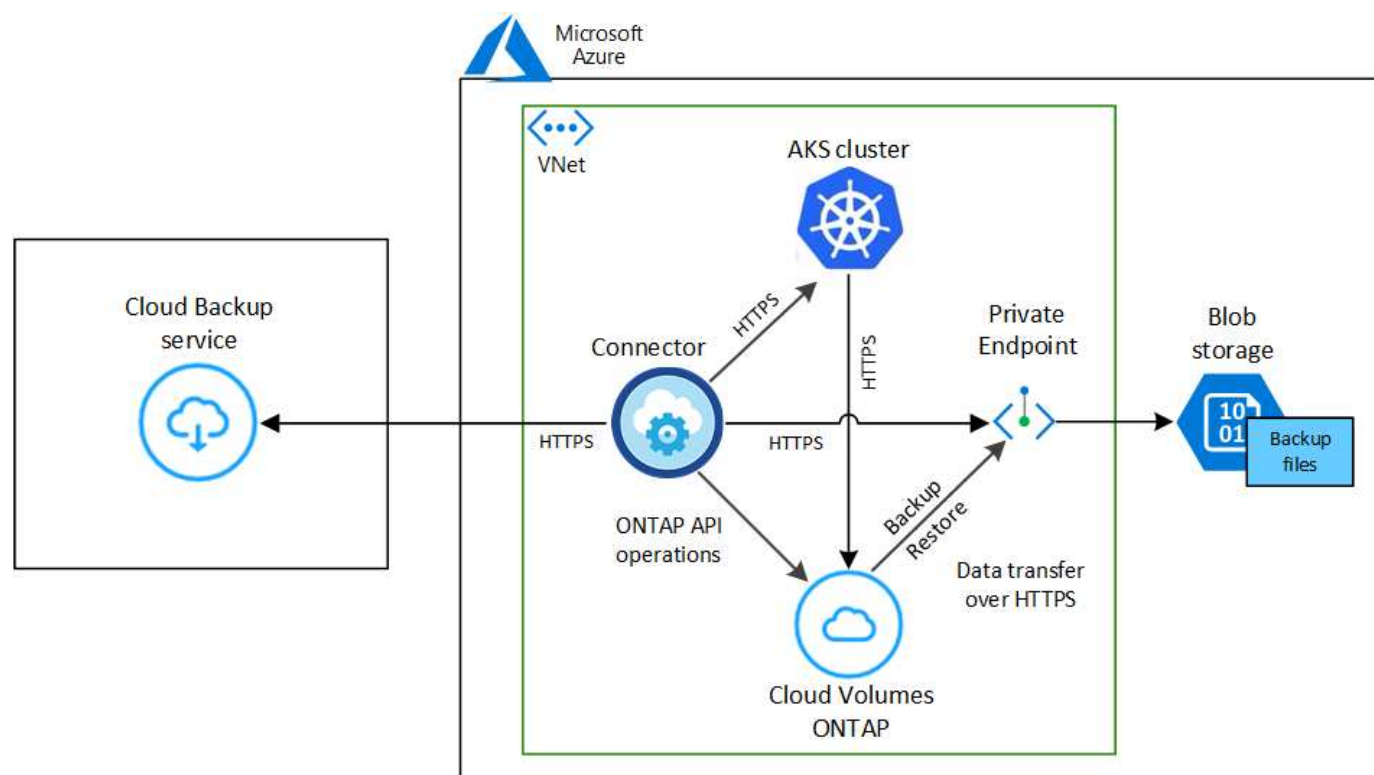 Microsoft
Azure
VNet
AKS cluster
Cloud Backup
service
Connector
HTTPS
HTTPS
Private
Endpoint
Blob
storage
10
01
Backup
files
HTTPS
HTTPS
ONTAP API
operations
Backup
Restore
Data transfer
over HTTPS
Cloud Volumes
ONTAP